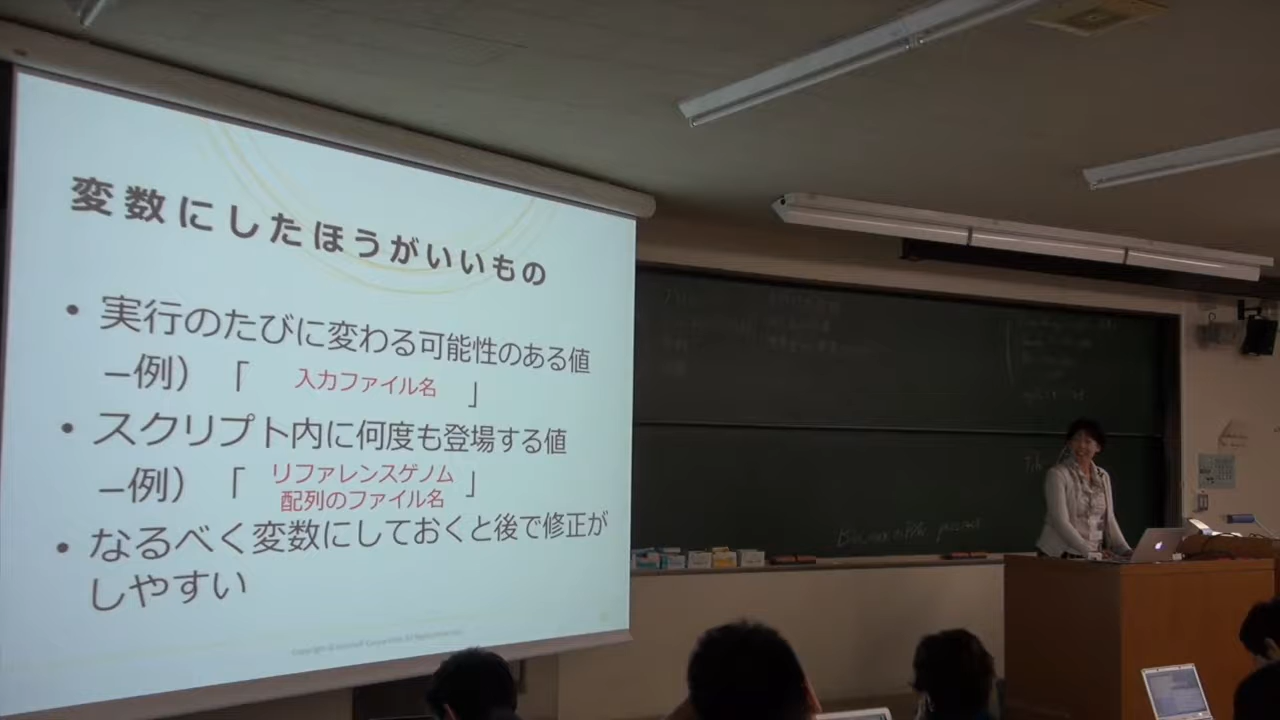 変数にしたほうがいいもの
• 実行のたびに変わる可能性のある値
–例）「 入力ファイル名 」
• スクリプト内に何度も登場する値
–例）「 リファレンスゲノム
配列のファイル名 」
• なるべく変数にしておくと後で修正が
しやすい